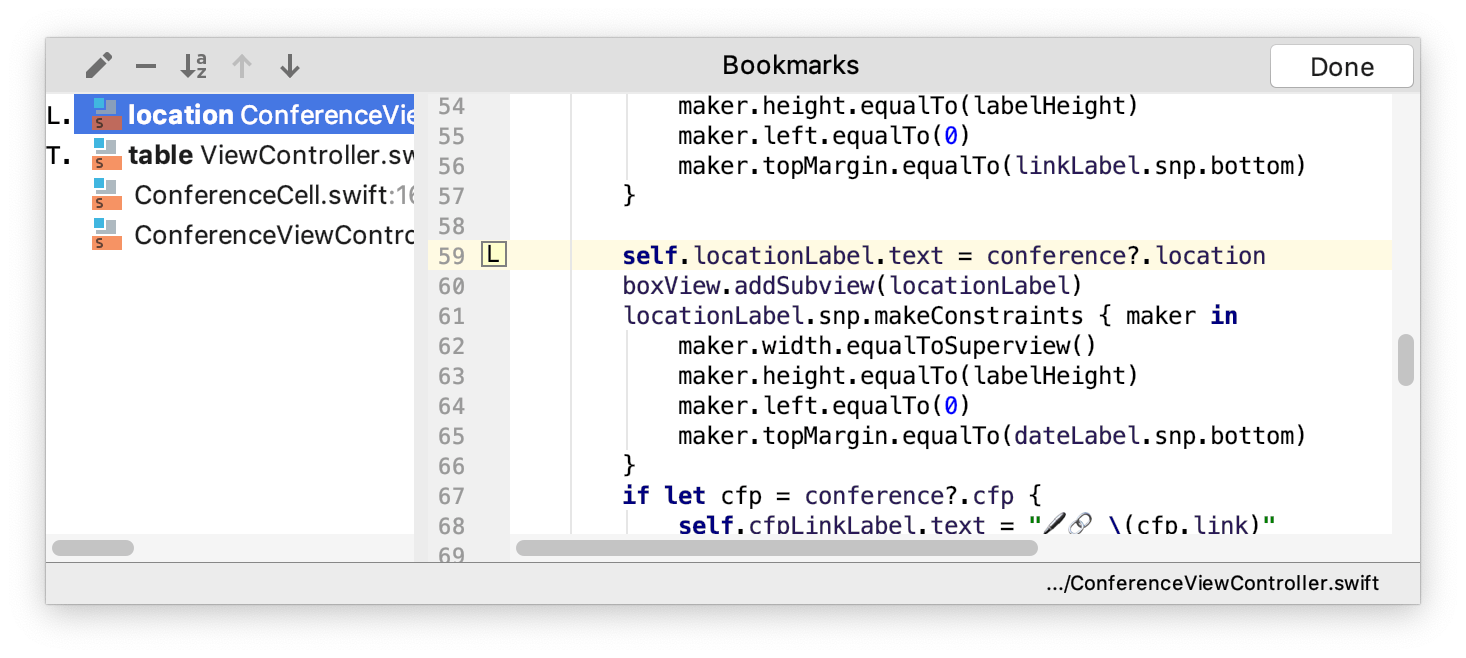 Bookmarks
Done
L. location ConferenceVie
T. table ViewController.sw
ConferenceCell.swift:16
ConferenceViewContro
54 maker.height.equalTo(labelHeight)
55 maker.left.equalTo(0)
56 maker.topMargin.equalTo(linkLabel.snp.bottom)
57 }
58
59 L self.locationLabel.text = conference?.location
60 boxView.addSubview(locationLabel)
61 locationLabel.snp.makeConstraints { maker in
62 maker.width.equalToSuperview()
63 maker.height.equalTo(labelHeight)
64 maker.left.equalTo(0)
65 maker.topMargin.equalTo(dateLabel.snp.bottom)
66 }
67 if let cfp = conference?.cfp {
68 self.cfpLinkLabel.text = "🖋🔗 \(cfp.link)"
69
.../ConferenceViewController.swift